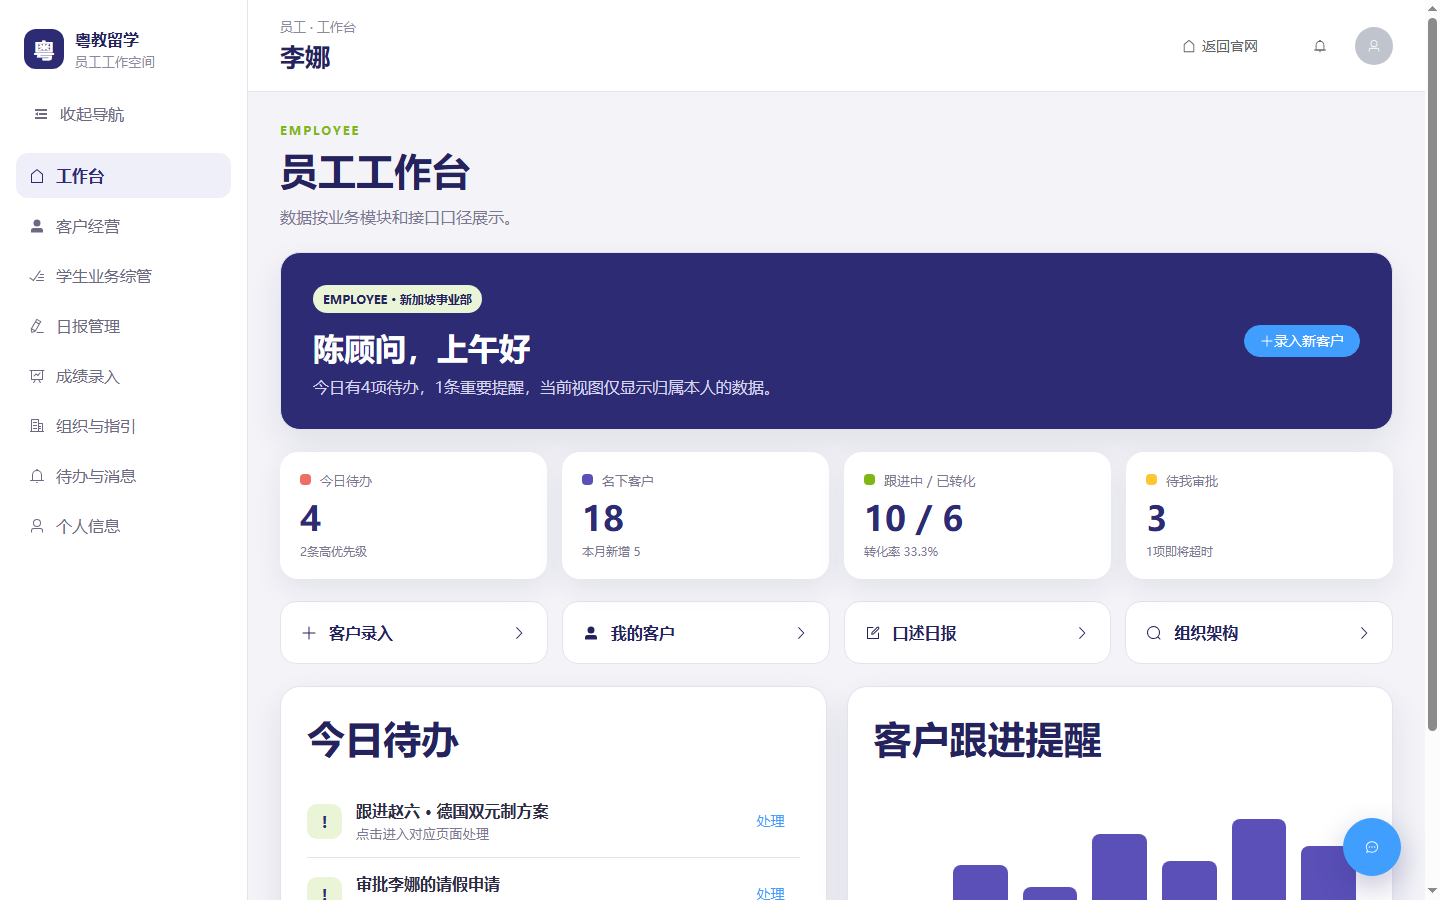 粤
粤教留学
员工工作空间
收起导航
工作台
客户经营
学生业务综管
日报管理
成绩录入
组织与指引
待办与消息
个人信息
员工 · 工作台
李娜
返回官网
EMPLOYEE
员工工作台
数据按业务模块和接口口径展示。
EMPLOYEE • 新加坡事业部
陈顾问，上午好
今日有4项待办，1条重要提醒，当前视图仅显示归属本人的数据。
＋录入新客户
今日待办
4
2条高优先级
名下客户
18
本月新增 5
跟进中 / 已转化
10 / 6
转化率 33.3%
待我审批
3
1项即将超时
客户录入
我的客户
口述日报
组织架构
今日待办
!
跟进赵六 • 德国双元制方案
点击进入对应页面处理
处理
!
审批李娜的请假申请
处理
客户跟进提醒